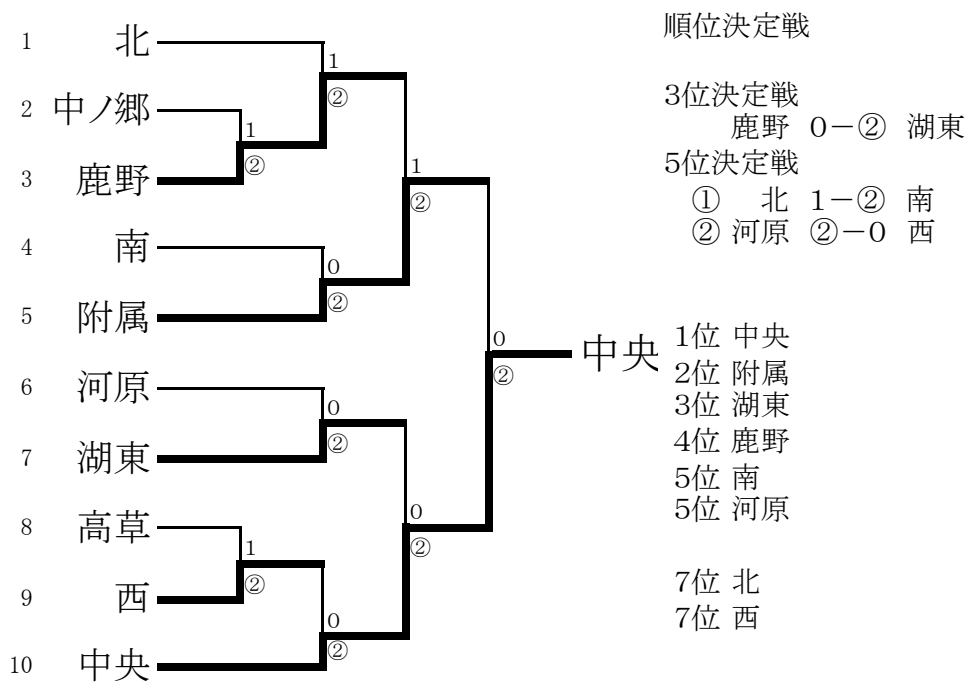 1 北
1
②
2 中ノ郷
1
②
3 鹿野
1
②
4 南
0
②
5 附属
0
②
中央
6 河原
0
②
7 湖東
0
②
8 高草
1
②
9 西
0
②
10 中央
順位決定戦
3位決定戦
鹿野 0-② 湖東
5位決定戦
① 北 1-② 南
② 河原 ②-0 西
1位 中央
2位 附属
3位 湖東
4位 鹿野
5位 南
5位 河原
7位 北
7位 西